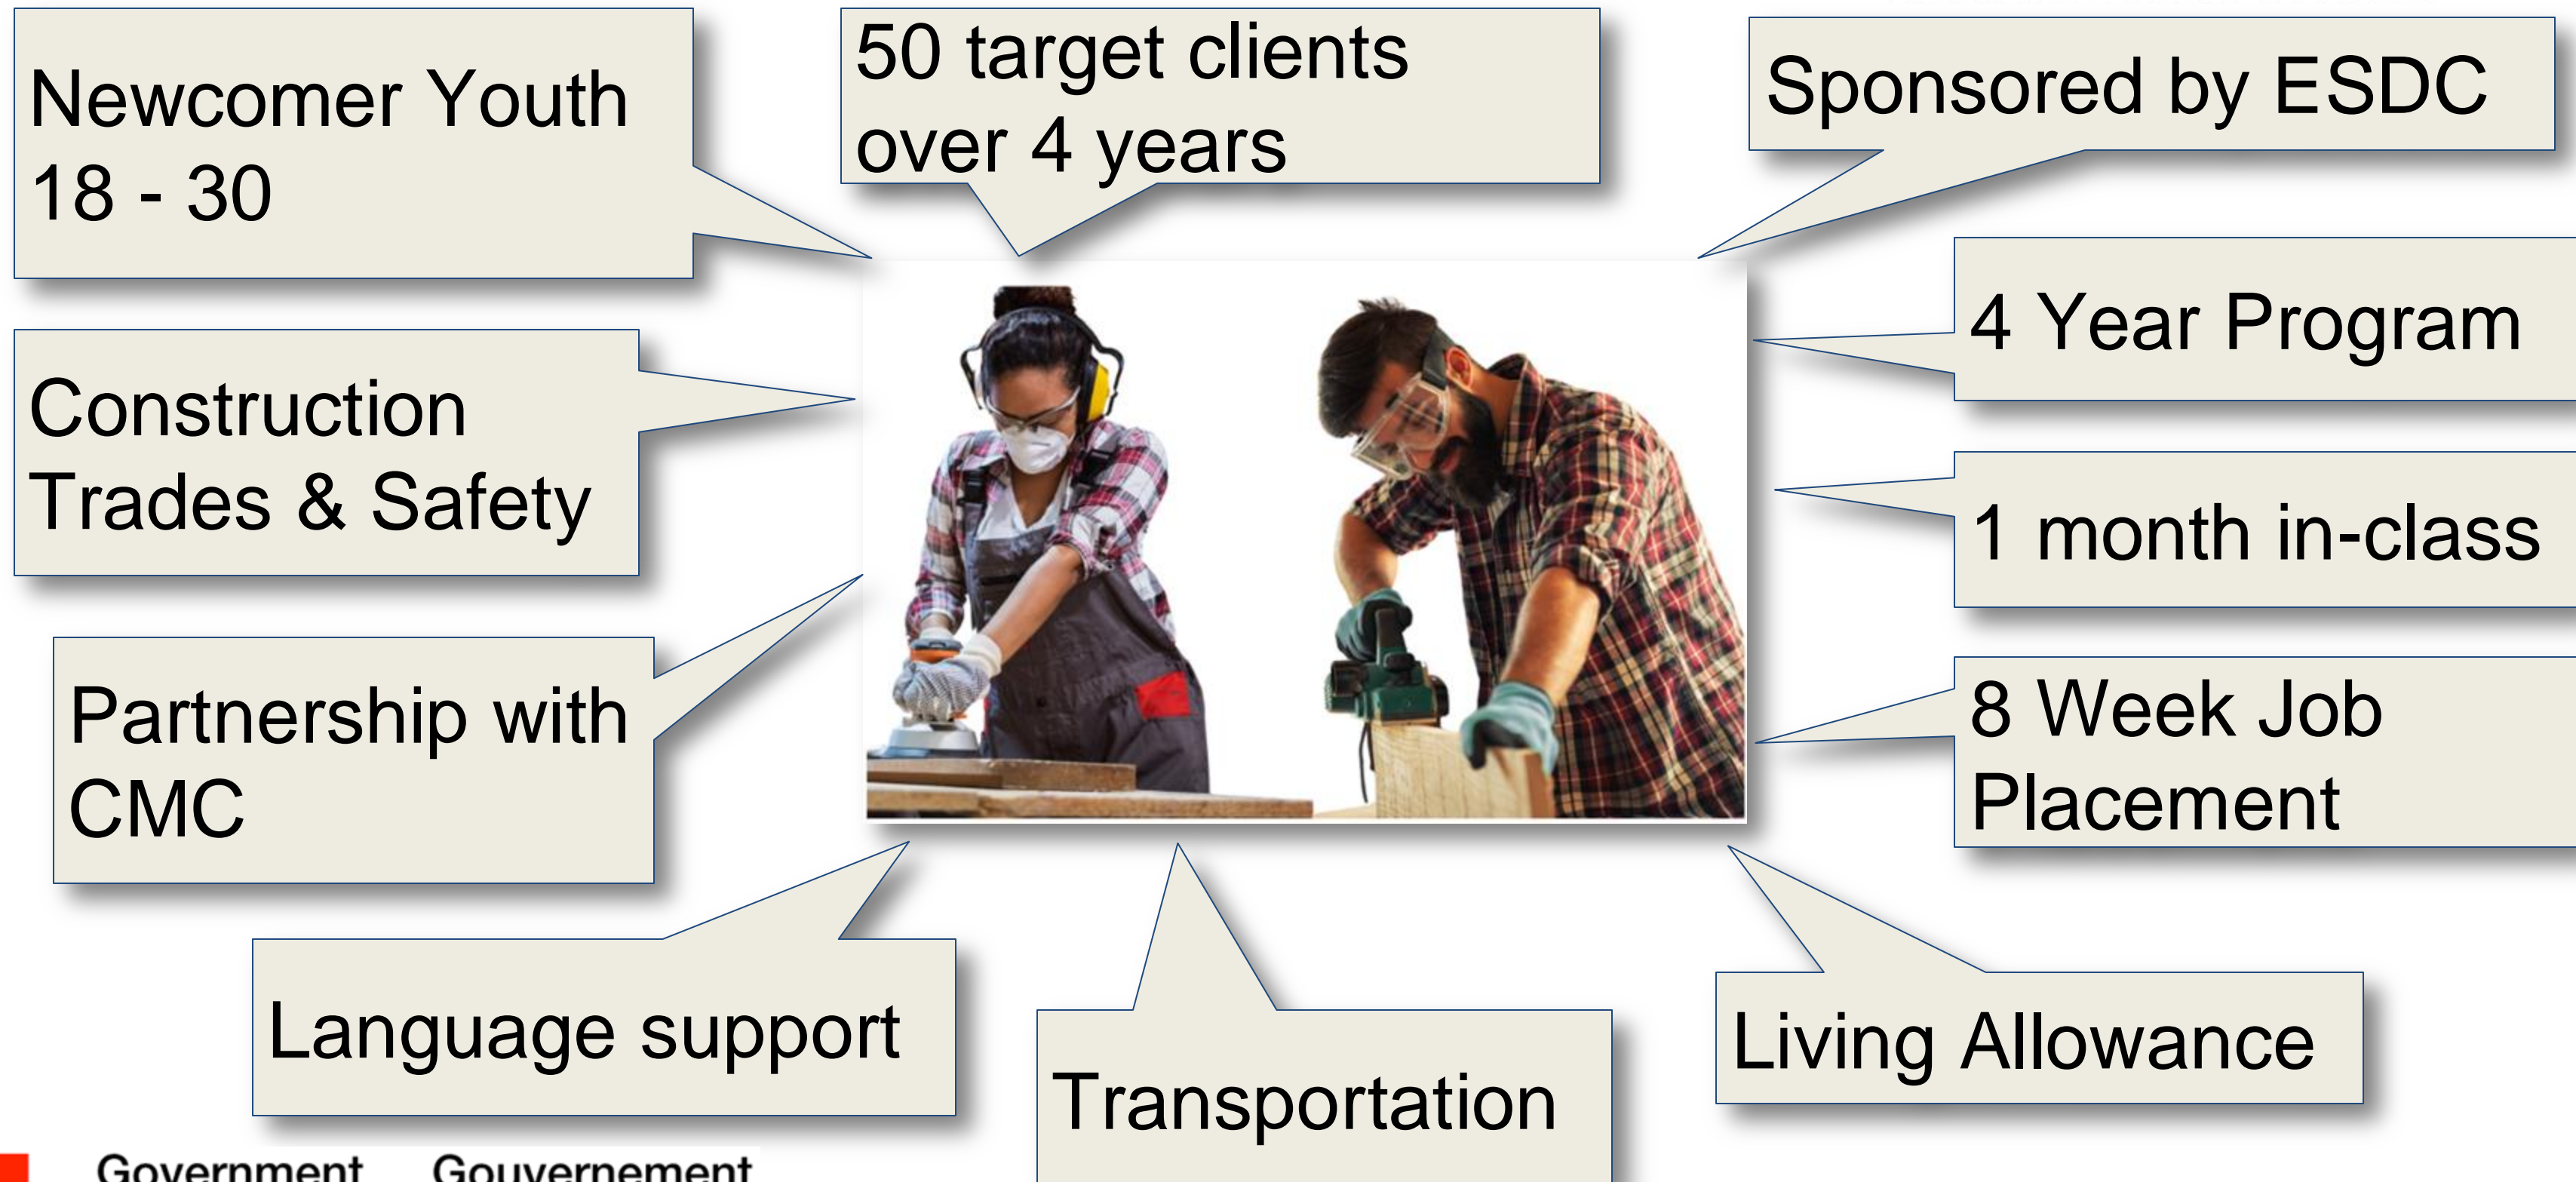 Newcomer Youth
18 - 30
50 target clients
over 4 years
Sponsored by ESDC
4 Year Program
Construction
Trades & Safety
1 month in-class
Partnership with
CMC
8 Week Job
Placement
Language support
Transportation
Living Allowance
Government Gouvernement